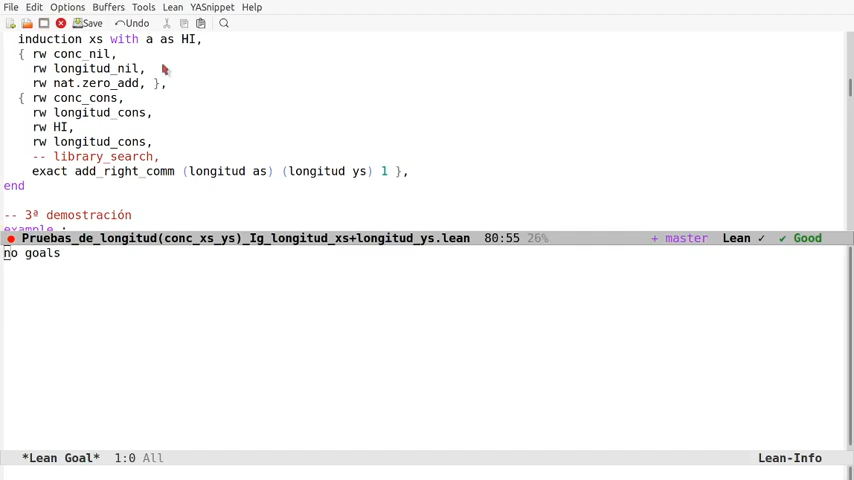 File Edit Options Buffers Tools Lean YASnippet Help
Save Undo
induction xs with a as HI,
{ rw conc_nil,
rw longitud_nil,
rw nat.zero_add, },
{ rw conc_cons,
rw longitud_cons,
rw HI,
rw longitud_cons,
-- library_search,
exact add_right_comm (longitud as) (longitud ys) 1 },
end
-- 3ª demostración
example :
Pruebas_de_longitud(conc_xs_ys)_Ig_longitud_xs+longitud_ys.lean 80:55 26% + master Lean ✓ ✔ Good
no goals
*Lean Goal* 1:0 All Lean-Info